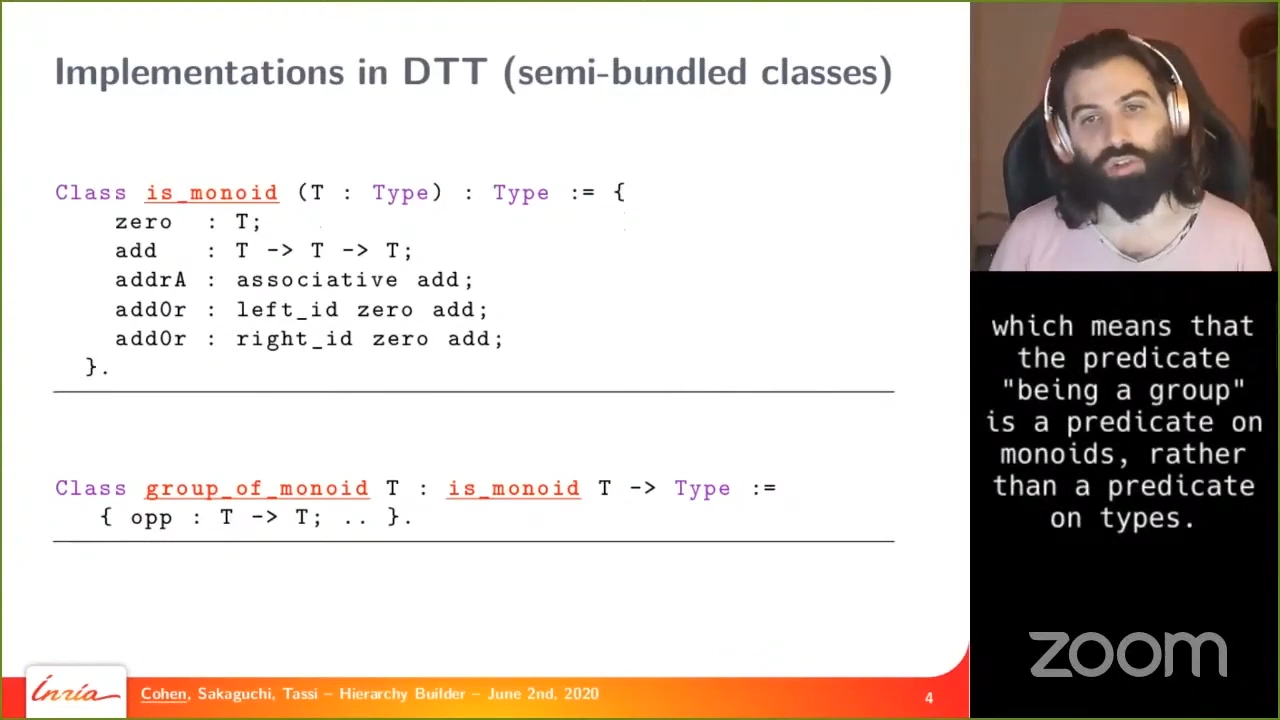 Implementations in DTT (semi-bundled classes)
Class is_monoid (T : Type) : Type := {
zero : T;
add : T -> T -> T;
addrA : associative add;
add0r : left_id zero add;
add0r : right_id zero add;
}.
Class group_of_monoid T : is_monoid T -> Type :=
{ opp : T -> T; .. }.
Inria
Cohen, Sakaguchi, Tassi – Hierarchy Builder – June 2nd, 2020
4
which means that
the predicate
"being a group"
is a predicate on
monoids, rather
than a predicate
on types.
zoom